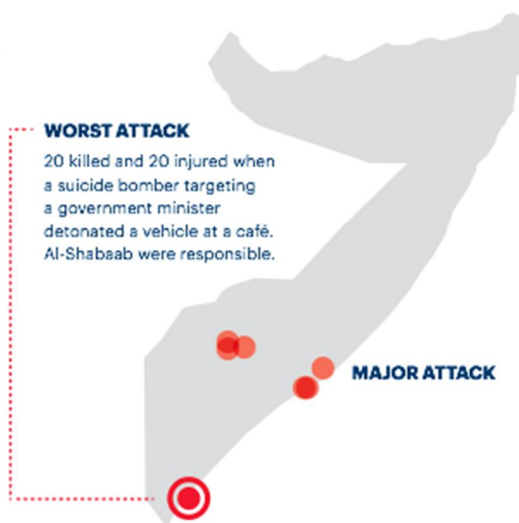 WORST ATTACK
20 killed and 20 injured when
a suicide bomber targeting
a government minister
detonated a vehicle at a café.
Al-Shabaab were responsible.
MAJOR ATTACK